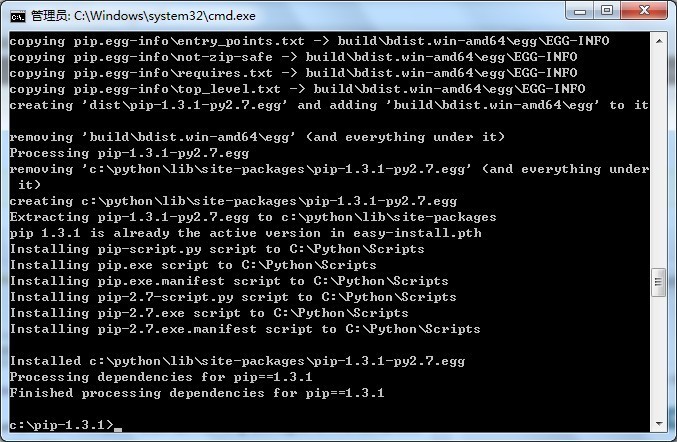 管理员: C:\Windows\system32\cmd.exe
copying pip.egg-info\entry_points.txt -> build\bdist.win-amd64\egg\EGG-INFO
copying pip.egg-info\not-zip-safe -> build\bdist.win-amd64\egg\EGG-INFO
copying pip.egg-info\requires.txt -> build\bdist.win-amd64\egg\EGG-INFO
copying pip.egg-info\top_level.txt -> build\bdist.win-amd64\egg\EGG-INFO
creating 'dist\pip-1.3.1-py2.7.egg' and adding 'build\bdist.win-amd64\egg' to it
removing 'build\bdist.win-amd64\egg' (and everything under it)
Processing pip-1.3.1-py2.7.egg
removing 'c:\python\lib\site-packages\pip-1.3.1-py2.7.egg' (and everything under
 it)
creating c:\python\lib\site-packages\pip-1.3.1-py2.7.egg
Extracting pip-1.3.1-py2.7.egg to c:\python\lib\site-packages
pip 1.3.1 is already the active version in easy-install.pth
Installing pip-script.py script to C:\Python\Scripts
Installing pip.exe script to C:\Python\Scripts
Installing pip.exe.manifest script to C:\Python\Scripts
Installing pip-2.7-script.py script to C:\Python\Scripts
Installing pip-2.7.exe script to C:\Python\Scripts
Installing pip-2.7.exe.manifest script to C:\Python\Scripts
Installed c:\python\lib\site-packages\pip-1.3.1-py2.7.egg
Processing dependencies for pip==1.3.1
Finished processing dependencies for pip==1.3.1
c:\pip-1.3.1>